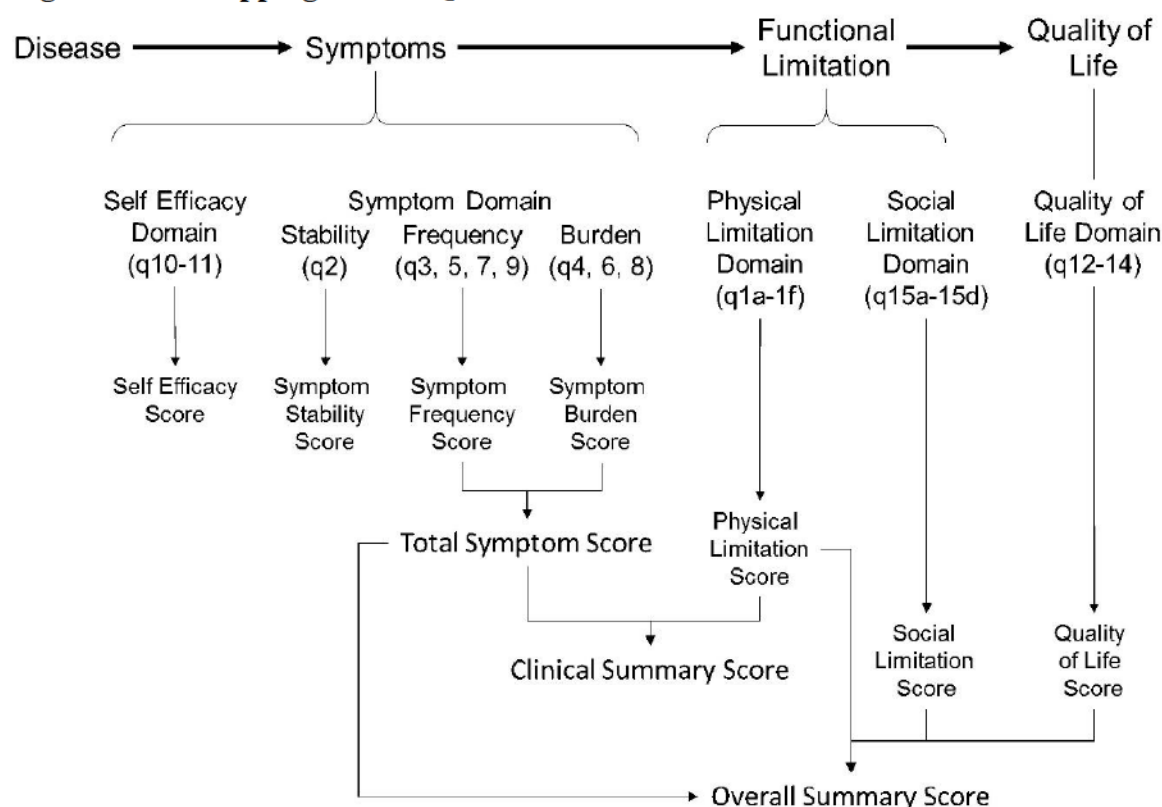 Disease
Symptoms
Functional
Limitation
Quality of
Life
Self Efficacy
Domain
(q10-11)
Symptom Domain
Stability
(q2)
Frequency
(q3, 5, 7, 9)
Burden
(q4, 6, 8)
Physical
Limitation
Domain
(q1a-1f)
Social
Limitation
Domain
(q15a-15d)
Quality of
Life Domain
(q12-14)
Self Efficacy
Score
Symptom
Stability
Score
Symptom
Frequency
Score
Symptom
Burden
Score
Total Symptom Score
Physical
Limitation
Score
Clinical Summary Score
Social
Limitation
Score
Quality
of Life
Score
Overall Summary Score